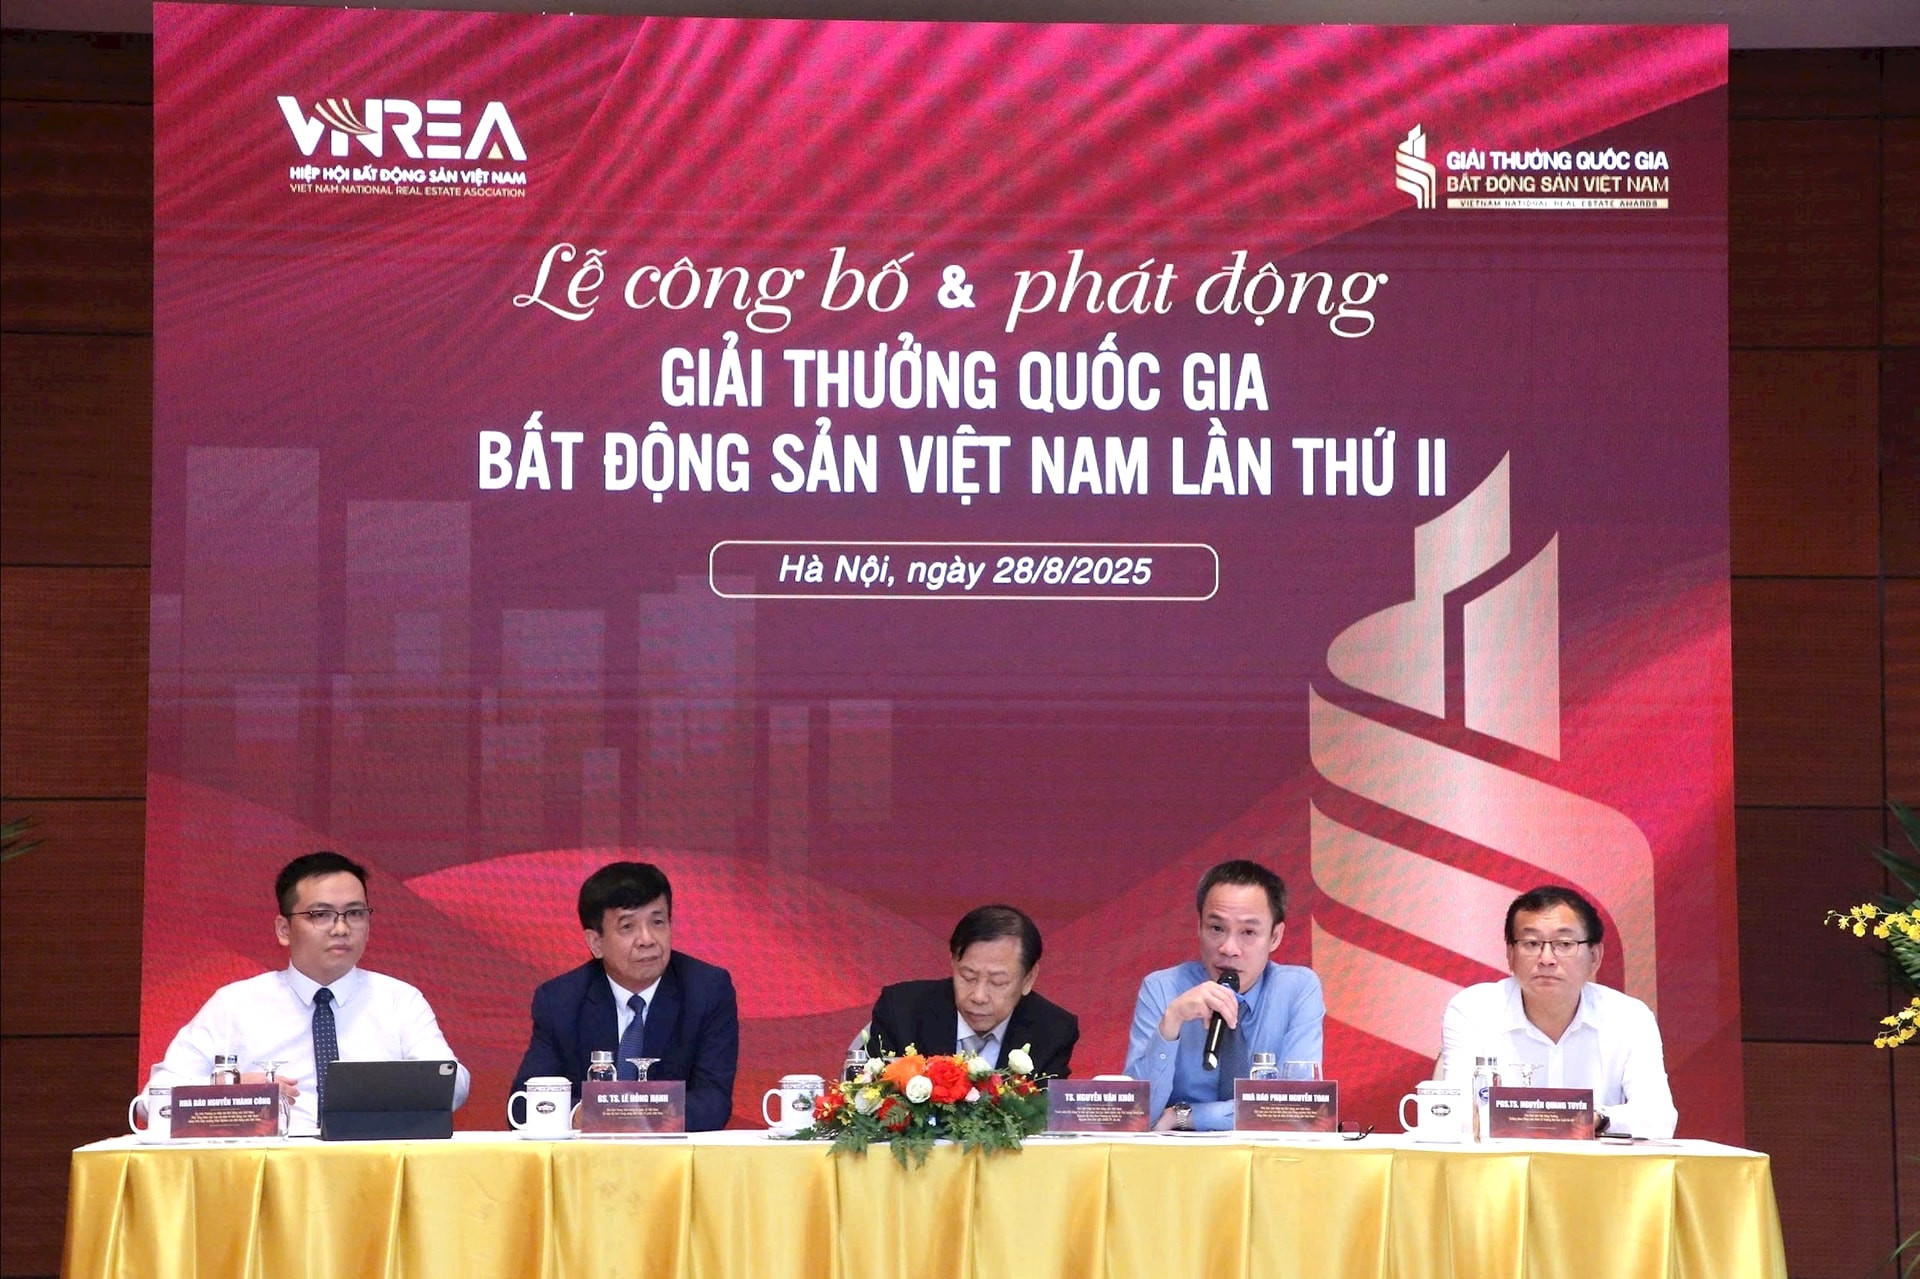 VNREA
HIỆP HỘI BẤT ĐỘNG SẢN VIỆT NAM
VIET NAM NATIONAL REAL ESTATE ASOCIATION
GIẢI THƯỞNG QUỐC GIA
BẤT ĐỘNG SẢN VIỆT NAM
VIETNAM NATIONAL REAL ESTATE AWARDS
Lễ công bố & phát động
GIẢI THƯỞNG QUỐC GIA
BẤT ĐỘNG SẢN VIỆT NAM LẦN THỨ II
Hà Nội, ngày 28/8/2025
NHÀ BÁO NGUYỄN THÀNH CÔNG
GS. TS. LÊ HỒNG HẠNH
TS. NGUYỄN VĂN KHÔI
NHÀ BÁO PHẠM NGUYỄN TOAN
PGS.TS. NGUYỄN QUANG TUYẾN